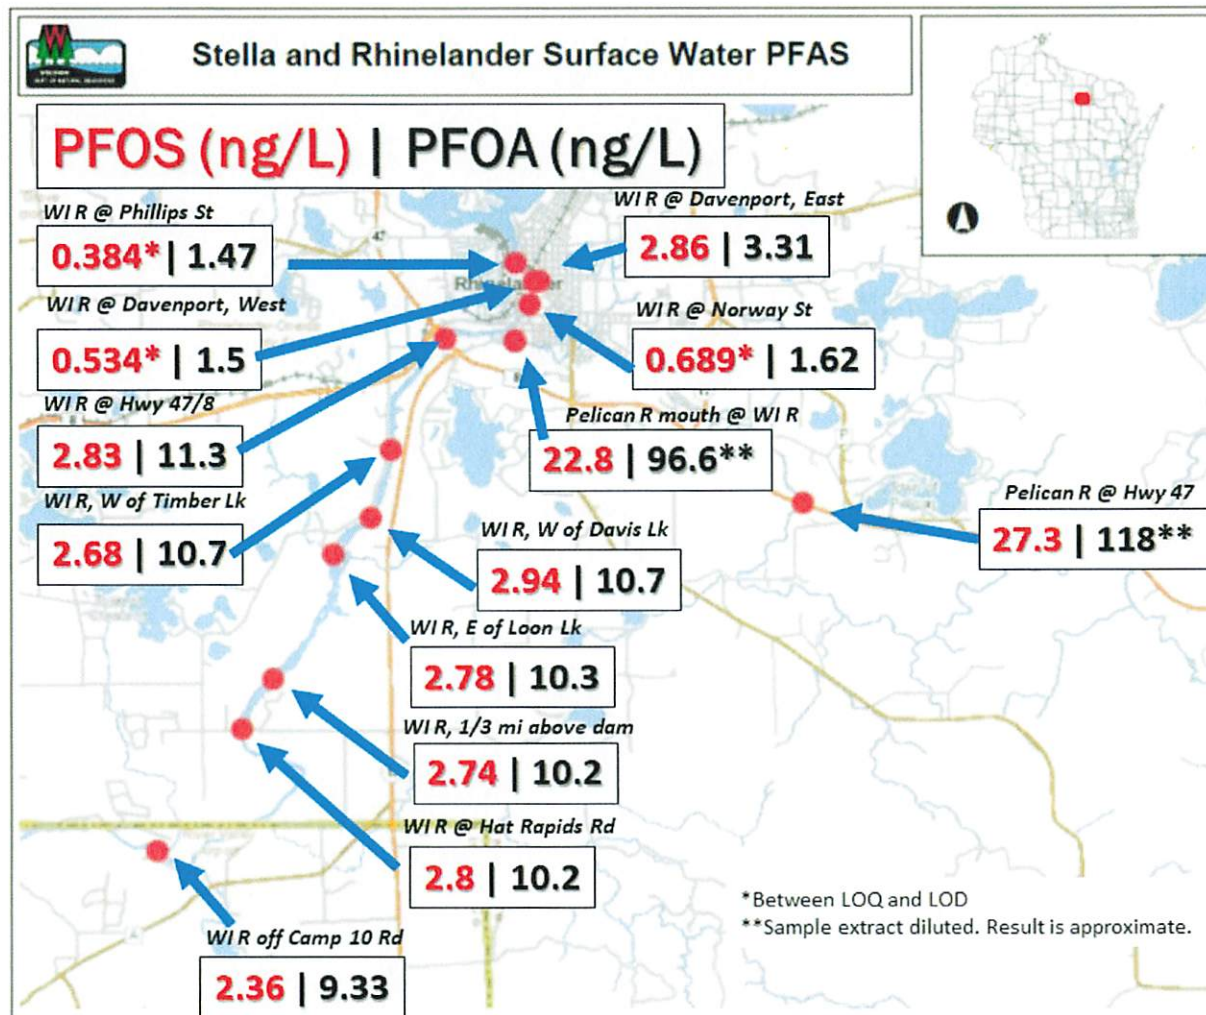 Stella and Rhinelander Surface Water PFAS
PFOS (ng/L) | PFOA (ng/L)
WI R @ Phillips St
0.384* | 1.47
WI R @ Davenport, East
2.86 | 3.31
47
Rhinelander
WI R @ Davenport, West
0.534* | 1.5
WI R @ Norway St
0.689* | 1.62
WI R @ Hwy 47/8
2.83 | 11.3
Pelican R mouth @ WI R
22.8 | 96.6**
WI R, W of Timber Lk
2.68 | 10.7
Pelican R @ Hwy 47
27.3 | 118**
WI R, W of Davis Lk
2.94 | 10.7
WI R, E of Loon Lk
2.78 | 10.3
WI R, 1/3 mi above dam
2.74 | 10.2
WI R @ Hat Rapids Rd
2.8 | 10.2
*Between LOQ and LOD
**Sample extract diluted. Result is approximate.
WI R off Camp 10 Rd
2.36 | 9.33